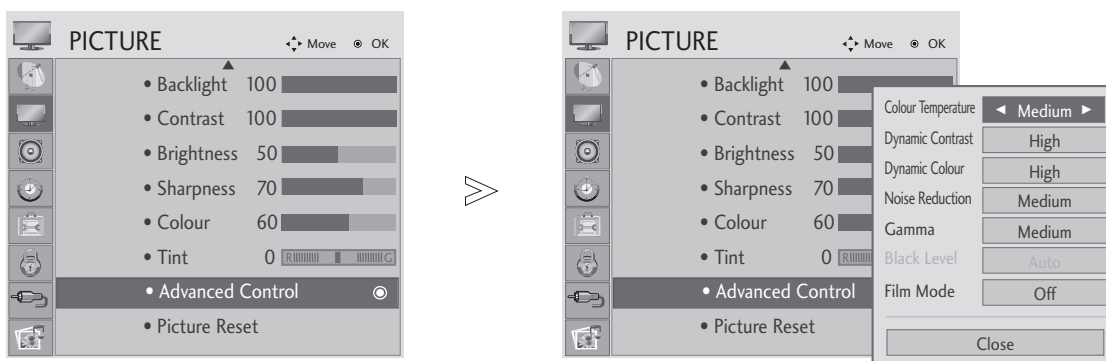 PICTURE Move OK
• Backlight 100
• Contrast 100
• Brightness 50
• Sharpness 70
• Colour 60
• Tint 0 R G
• Advanced Control
• Picture Reset
PICTURE Move OK
• Backlight 100
• Contrast 100
• Brightness 50
• Sharpness 70
• Colour 60
• Tint 0 R
• Advanced Control
• Picture Reset
Colour Temperature ◄ Medium ►
Dynamic Contrast High
Dynamic Colour High
Noise Reduction Medium
Gamma Medium
Black Level Auto
Film Mode Off
Close